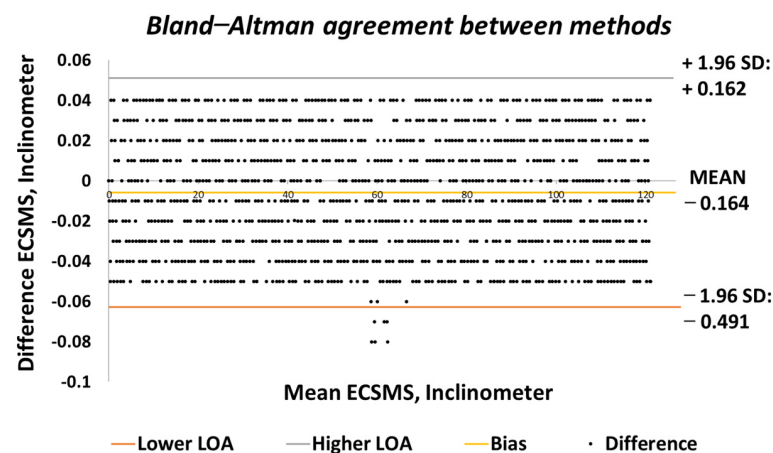 Bland–Altman agreement between methods
0.06
0.04
0.02
0
-0.02
-0.04
-0.06
-0.08
-0.1
0 20 40 60 80 100 120
Difference ECSMS, Inclinometer
Mean ECSMS, Inclinometer
+ 1.96 SD:
+ 0.162
MEAN
– 0.164
– 1.96 SD:
– 0.491
Lower LOA Higher LOA Bias Difference